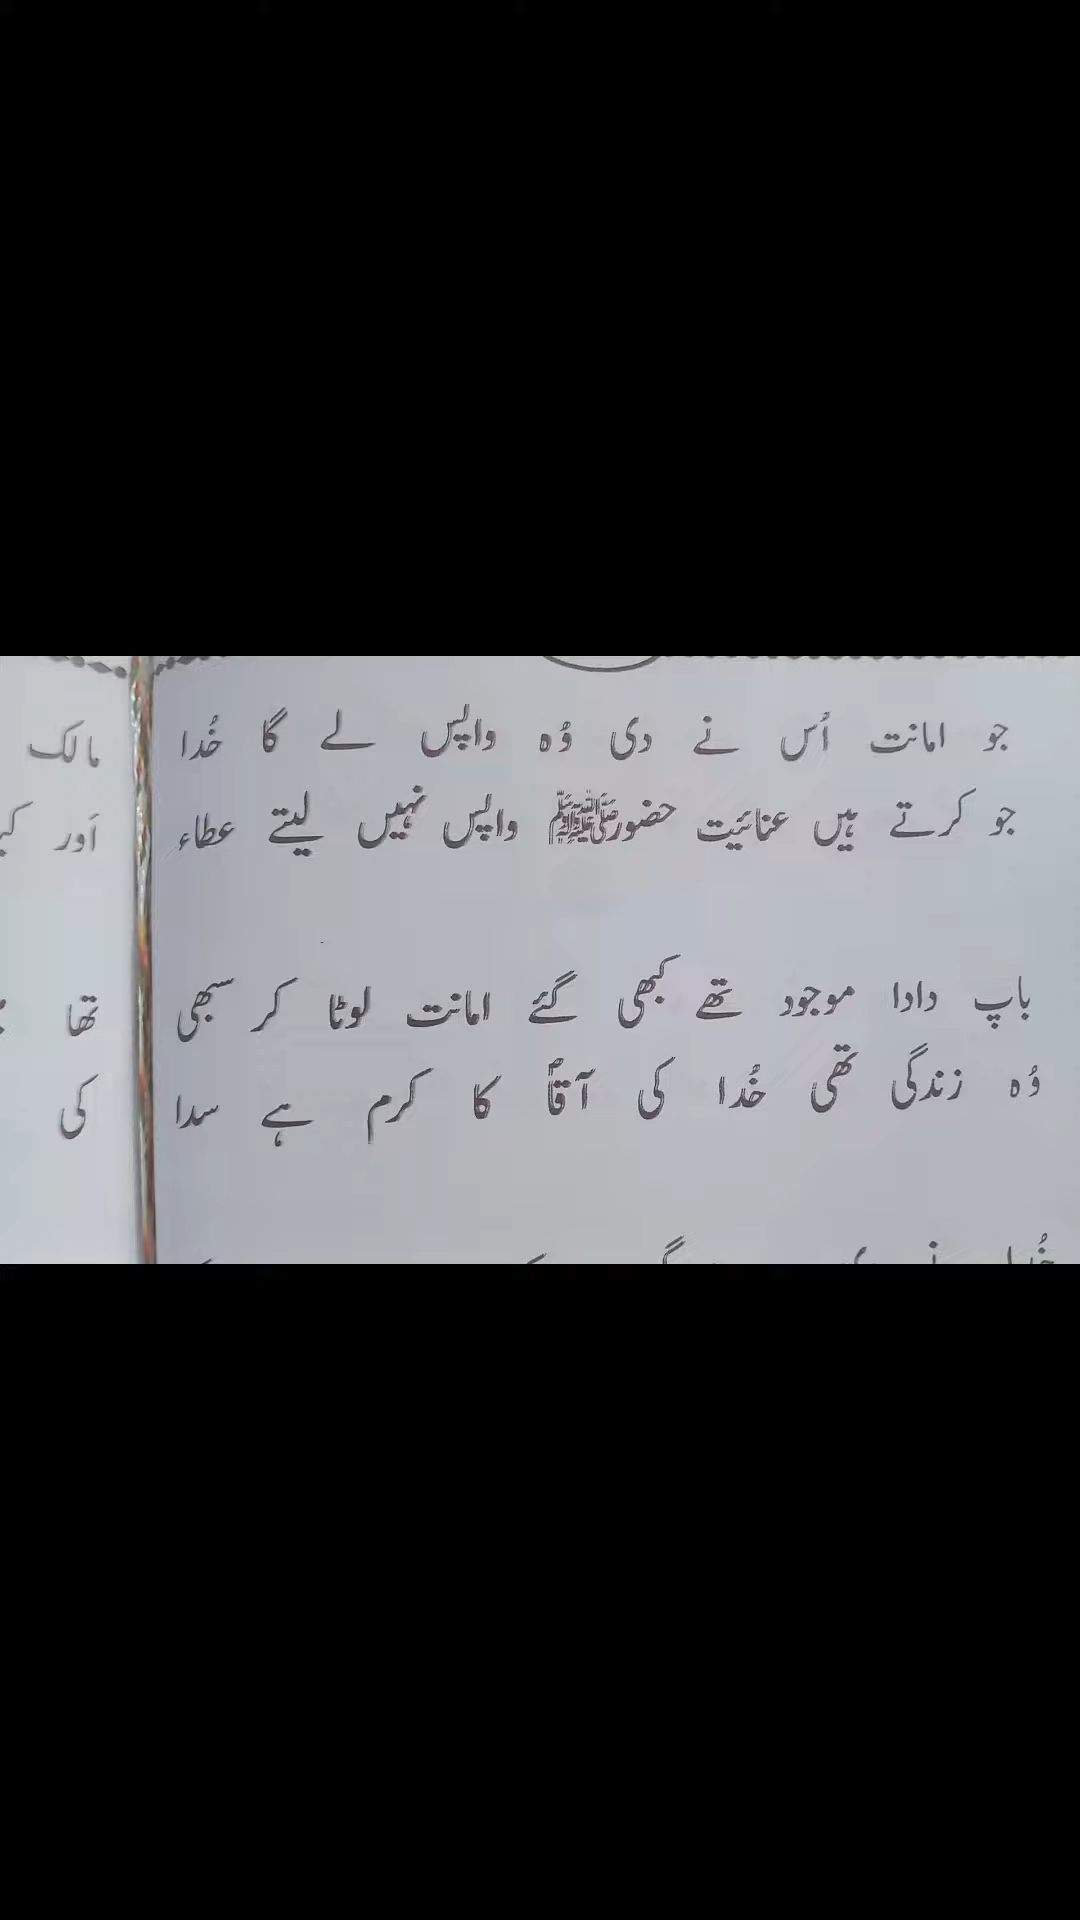 جو امانت اُس نے دی وُہ واپس لے گا خُدا
جو کرتے ہیں عنائیت حضورﷺ واپس نہیں لیتے عطاء
باپ دادا موجود تھے کبھی گئے امانت لوٹا کر سبھی
وُہ زندگی تھی خُدا کی آقاؐ کا کرم ہے سدا
مالک
اَور
تھا
کی